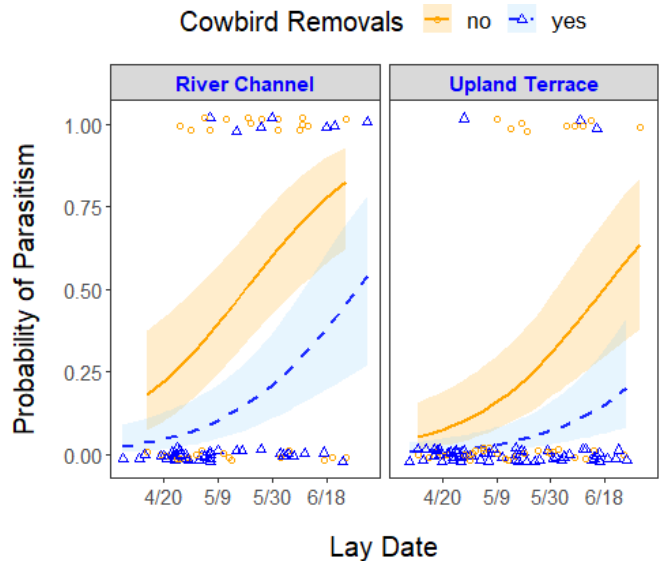 Cowbird Removals no yes
River Channel Upland Terrace
1.00
0.75
0.50
0.25
0.00
Probability of Parasitism
4/20 5/9 5/30 6/18 4/20 5/9 5/30 6/18
Lay Date